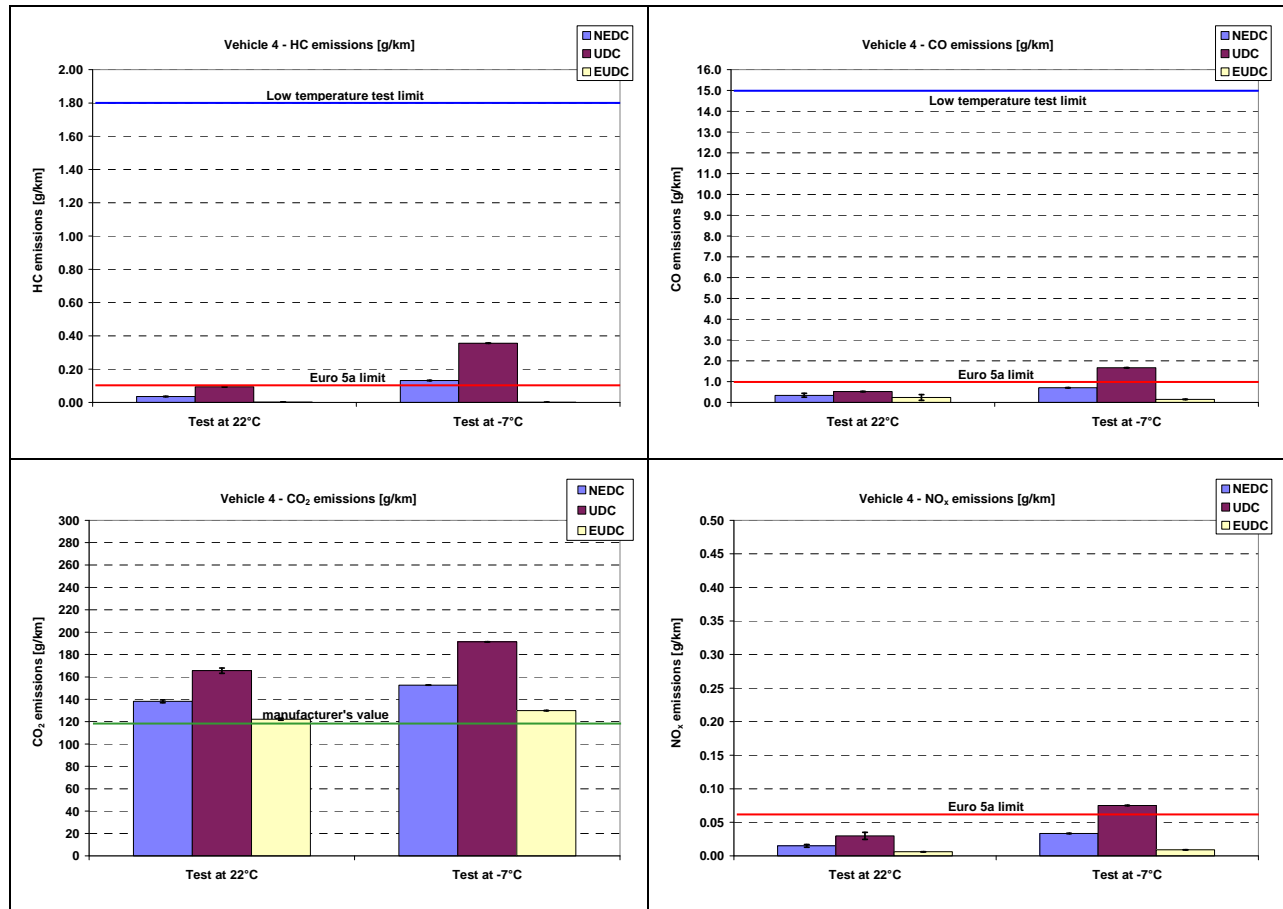 Vehicle 4 - HC emissions [g/km]
NEDC
UDC
EUDC
2.00
1.80
1.60
1.40
1.20
1.00
0.80
0.60
0.40
0.20
0.00
HC emissions [g/km]
Low temperature test limit
Euro 5a limit
Test at 22°C
Test at -7°C
Vehicle 4 - CO emissions [g/km]
NEDC
UDC
EUDC
16.0
15.0
14.0
13.0
12.0
11.0
10.0
9.0
8.0
7.0
6.0
5.0
4.0
3.0
2.0
1.0
0.0
CO emissions [g/km]
Low temperature test limit
Euro 5a limit
Test at 22°C
Test at -7°C
Vehicle 4 - CO₂ emissions [g/km]
NEDC
UDC
EUDC
300
280
260
240
220
200
180
160
140
120
100
80
60
40
20
0
CO₂ emissions [g/km]
manufacturer's value
Test at 22°C
Test at -7°C
Vehicle 4 - NOₓ emissions [g/km]
NEDC
UDC
EUDC
0.50
0.45
0.40
0.35
0.30
0.25
0.20
0.15
0.10
0.05
0.00
NOₓ emissions [g/km]
Euro 5a limit
Test at 22°C
Test at -7°C